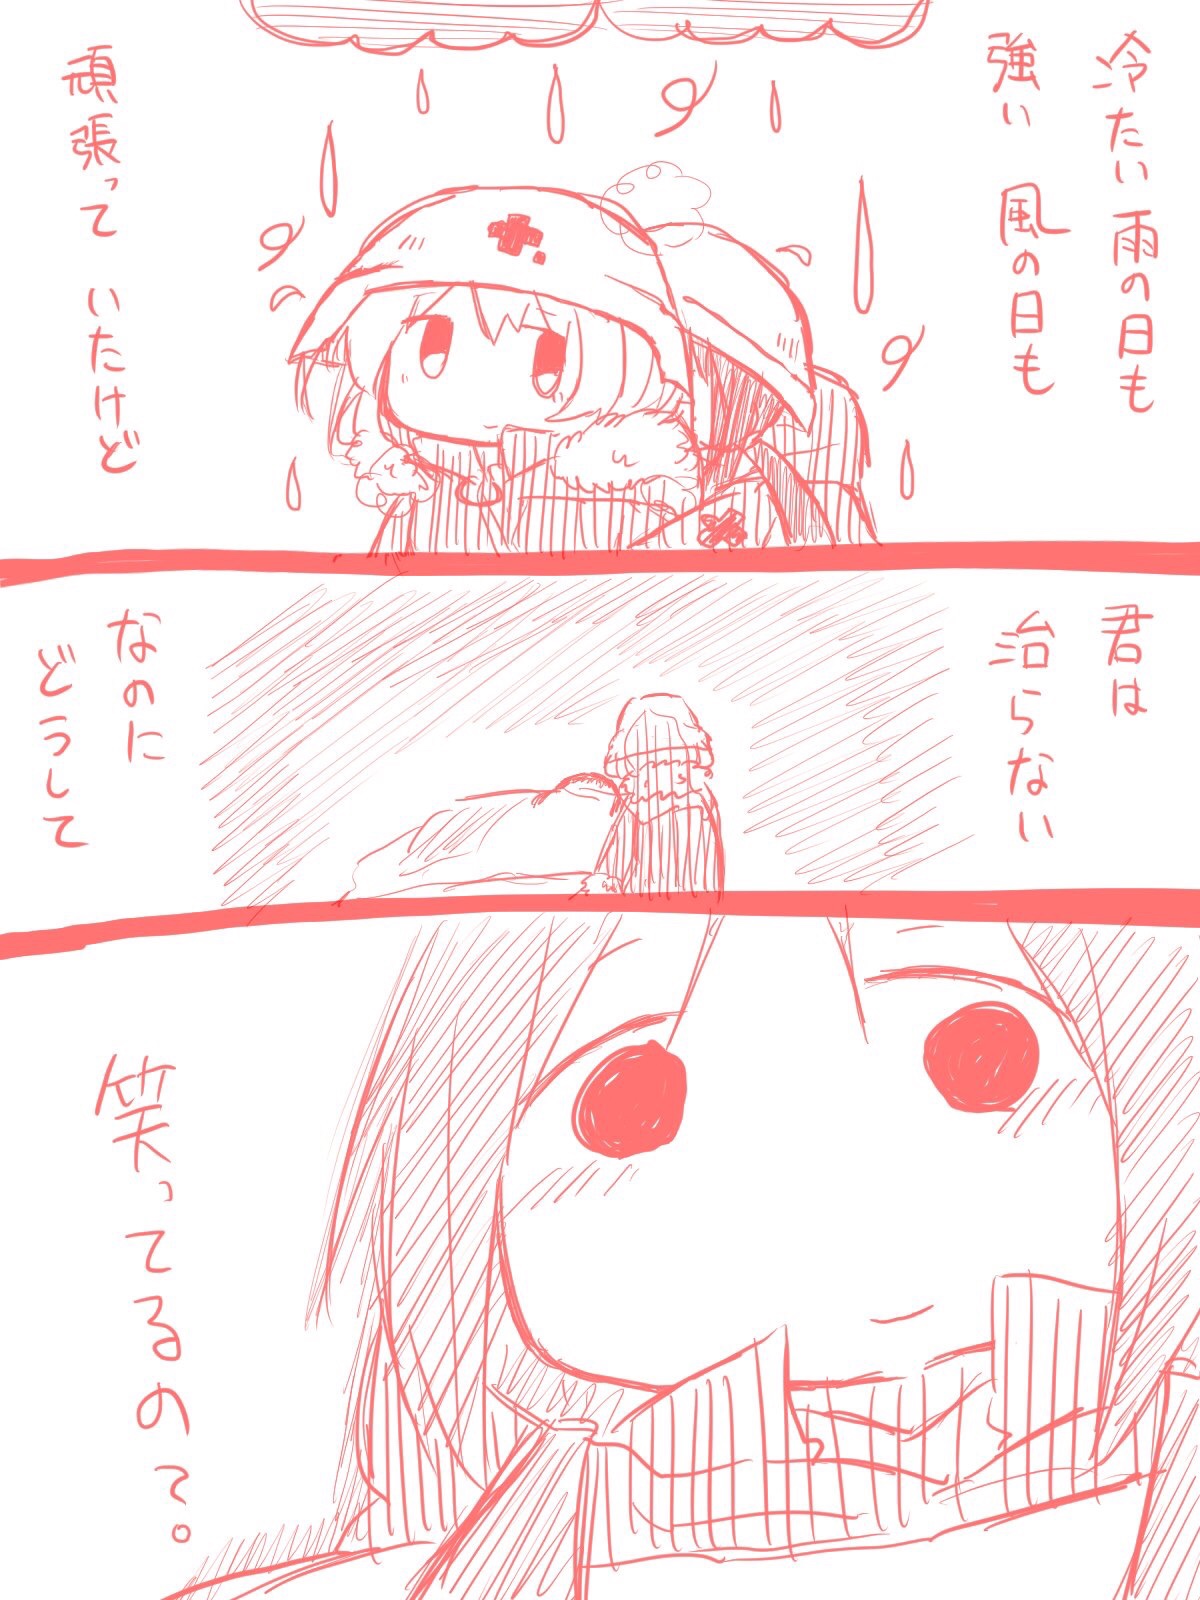 冷たい雨の日も
強い風の日も
頑張っていたけど
君は
治らない
なのに
どうして
笑ってるの？。